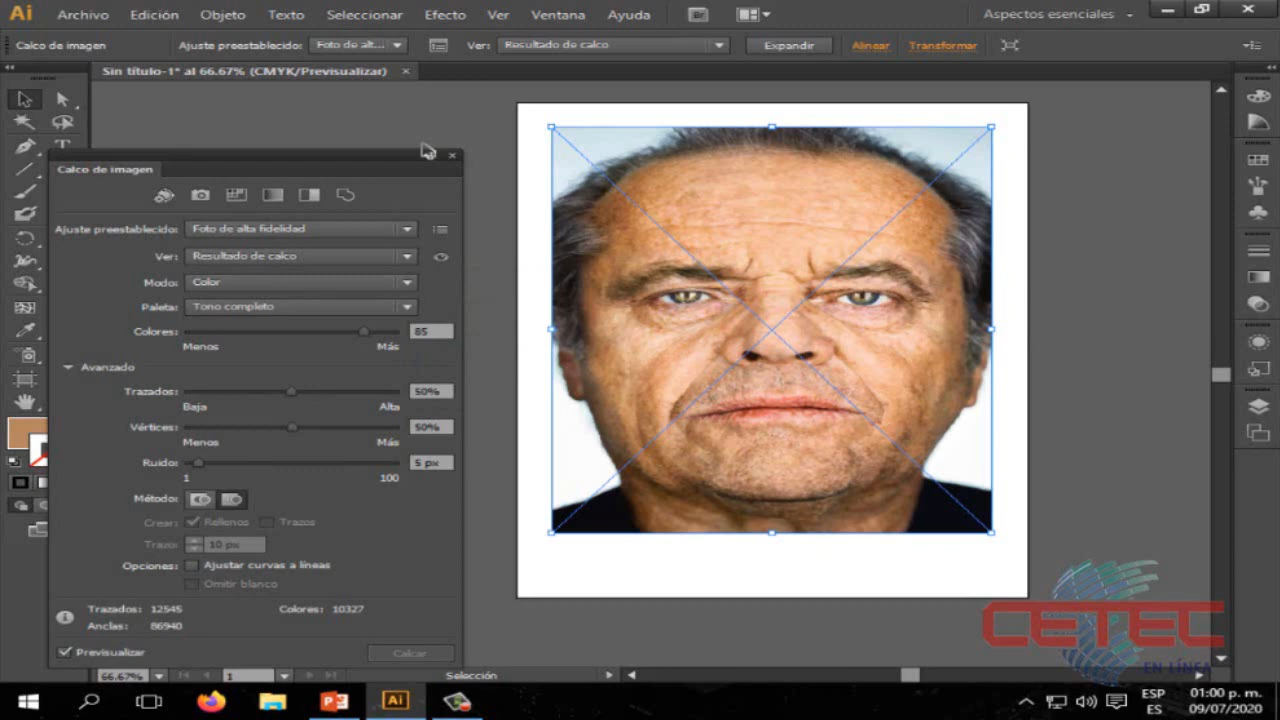 Ai Archivo Edición Objeto Texto Seleccionar Efecto Ver Ventana Ayuda Br Aspectos esenciales
Calco de imagen Ajuste preestablecido: Foto de alt... Ver: Resultado de calco Expandir Alinear Transformar
Sin título-1* al 66.67% (CMYK/Previsualizar) ×
Calco de imagen
Ajuste preestablecido: Foto de alta fidelidad
Ver: Resultado de calco
Modo: Color
Paleta: Tono completo
Colores: 85
Menos Más
Avanzado
Trazados: 50%
Baja Alta
Vértices: 50%
Menos Más
Ruido: 5 px
1 100
Método:
Crear: Rellenos Trazos
Trazo: 10 px
Opciones: Ajustar curvas a líneas
Omitir blanco
Trazados: 12545 Colores: 10327
Anclas: 86940
Previsualizar Calcar
CETEC
EN LÍNEA
66.67% 1 Selección
Ai
ESP 01:00 p. m.
ES 09/07/2020